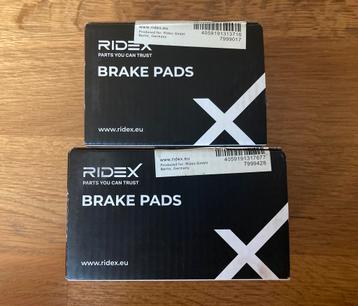 RIDEX
PARTS YOU CAN TRUST
www.ridex.eu
Produced for: Ridex GmbH
Berlin, Germany
4059191313716
7999017
BRAKE PADS
www.ridex.eu
RIDEX
PARTS YOU CAN TRUST
www.ridex.eu
Produced for: Ridex GmbH
Berlin, Germany
4059191317677
7999428
BRAKE PADS
www.ridex.eu